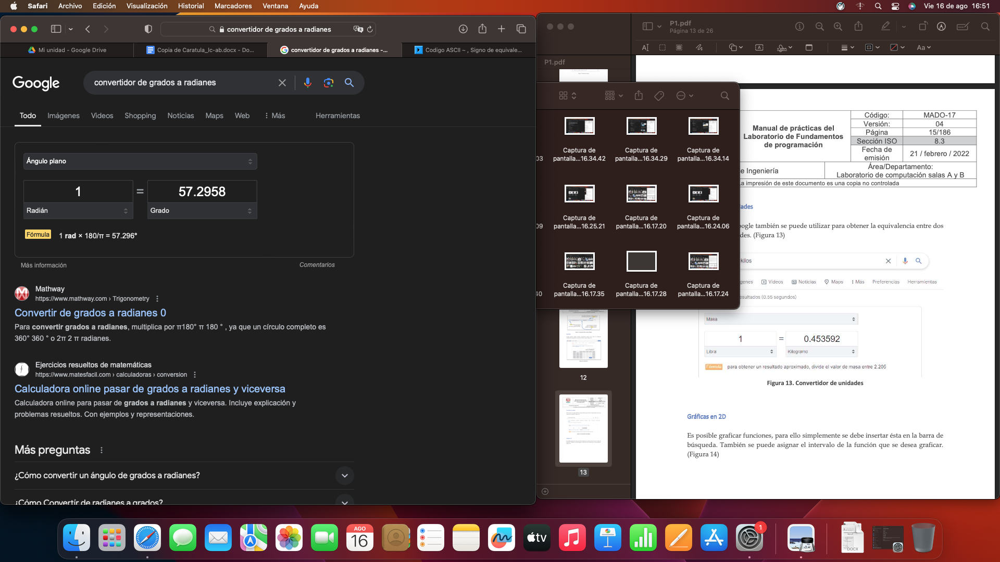 Safari Archivo Edición Visualización Historial Marcadores Ventana Ayuda
Vie 16 de ago 16:51
convertidor de grados a radianes
Mi unidad - Google Drive
Copia de Caratula_lc-ab.docx - Do...
convertidor de grados a radianes -...
Codigo ASCII ~ , Signo de equivale...
Google
convertidor de grados a radianes
Todo Imágenes Videos Shopping Noticias Maps Web Más Herramientas
Ángulo plano
1 = 57.2958
Radián Grado
Fórmula 1 rad × 180/π = 57.296°
Más información Comentarios
Mathway
https://www.mathway.com › Trigonometry
Convertir de grados a radianes 0
Para convertir grados a radianes, multiplica por π180° π 180 ° , ya que un círculo completo es
360° 360 ° o 2π 2 π radianes.
Ejercicios resueltos de matemáticas
https://www.matesfacil.com › calculadoras › conversion
Calculadora online pasar de grados a radianes y viceversa
Calculadora online para pasar de grados a radianes y viceversa. Incluye explicación y
problemas resueltos. Con ejemplos y representaciones.
Más preguntas
¿Cómo convertir un ángulo de grados a radianes?
¿Cómo Convertir de radianes a grados?
P1.pdf
Página 13 de 26
Aa
P1.pdf
03
Captura de
pantalla...16.34.42
Captura de
pantalla...16.34.29
Captura de
pantalla...16.34.14
09
Captura de
pantalla...16.25.21
Captura de
pantalla...16.17.20
Captura de
pantalla...16.24.06
40
Captura de
pantalla...16.17.35
Captura de
pantalla...16.17.28
Captura de
pantalla...16.17.24
12
13
Manual de prácticas del
Laboratorio de Fundamentos
de programación
Código: MADO-17
Versión: 04
Página 15/186
Sección ISO 8.3
Fecha de
emisión
21 / febrero / 2022
e Ingeniería
Área/Departamento:
Laboratorio de computación salas A y B
a impresión de este documento es una copia no controlada
ades
ogle también se puede utilizar para obtener la equivalencia entre dos
des. (Figura 13)
kilos
genes Videos Noticias Maps Más Preferencias Herramientas
esultados (0.55 segundos)
Masa
1 = 0.453592
Libra Kilogramo
Fórmula para obtener un resultado aproximado, divide el valor de masa entre 2.205
Figura 13. Convertidor de unidades
Gráficas en 2D
Es posible graficar funciones, para ello simplemente se debe insertar ésta en la barra de
búsqueda. También se puede asignar el intervalo de la función que se desea graficar.
(Figura 14)
AGO
16
tv
1
DOCX